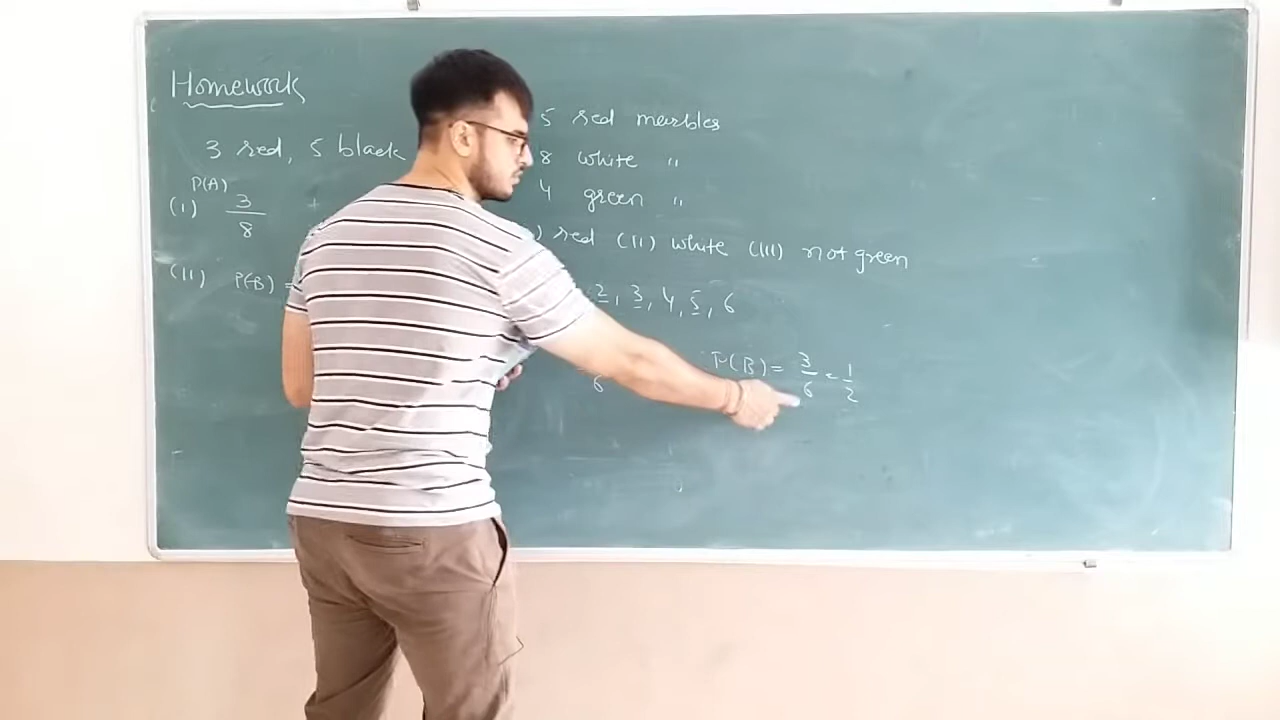 Homework
3 red, 5 black
P(A)
(I) 3/8 +
(II) P(B) =
5 red marbles
8 white "
4 green "
) red (II) white (III) not green
2, 3, 4, 5, 6
6
P(B) = 3/6 = 1/2